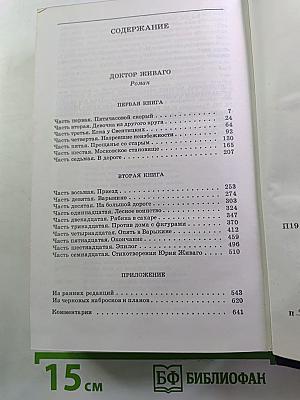 СОДЕРЖАНИЕ
ДОКТОР ЖИВАГО
Роман
ПЕРВАЯ КНИГА
Часть первая. Пятичасовой скорый . . . 7
Часть вторая. Девочка из другого круга . . . 24
Часть третья. Елка у Свентицких . . . 64
Часть четвертая. Назревшие неизбежности . . . 92
Часть пятая. Прощанье со старым . . . 130
Часть шестая. Московское становище . . . 165
Часть седьмая. В дороге . . . 207
ВТОРАЯ КНИГА
Часть восьмая. Приезд . . . 253
Часть девятая. Варыкино . . . 274
Часть десятая. На большой дороге . . . 303
Часть одиннадцатая. Лесное воинство . . . 324
Часть двенадцатая. Рябина в сахаре . . . 347
Часть тринадцатая. Против дома с фигурами . . . 370
Часть четырнадцатая. Опять в Варыкине . . . 412
Часть пятнадцатая. Окончание . . . 459
Часть шестнадцатая. Эпилог . . . 496
Часть семнадцатая. Стихотворения Юрия Живаго . . . 510
ПРИЛОЖЕНИЕ
Из ранних редакций . . . 543
Из черновых набросков и планов . . . 620
Комментарии . . . 641
П19
15 см
БФ БИБЛИОФАН